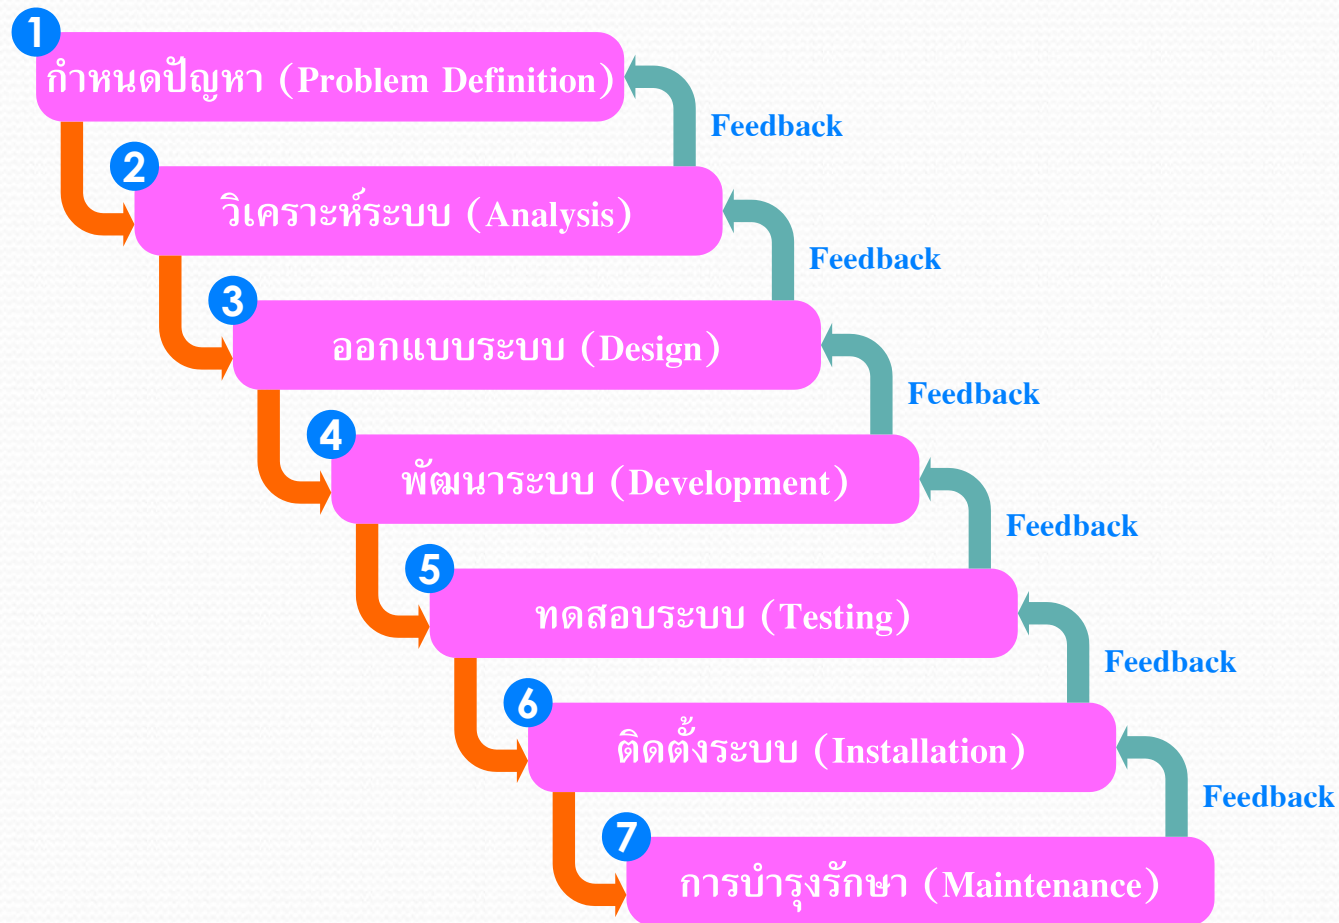 1
กำหนดปัญหา (Problem Definition)
Feedback
2
วิเคราะห์ระบบ (Analysis)
Feedback
3
ออกแบบระบบ (Design)
Feedback
4
พัฒนาระบบ (Development)
Feedback
5
ทดสอบระบบ (Testing)
Feedback
6
ติดตั้งระบบ (Installation)
Feedback
7
การบำรุงรักษา (Maintenance)